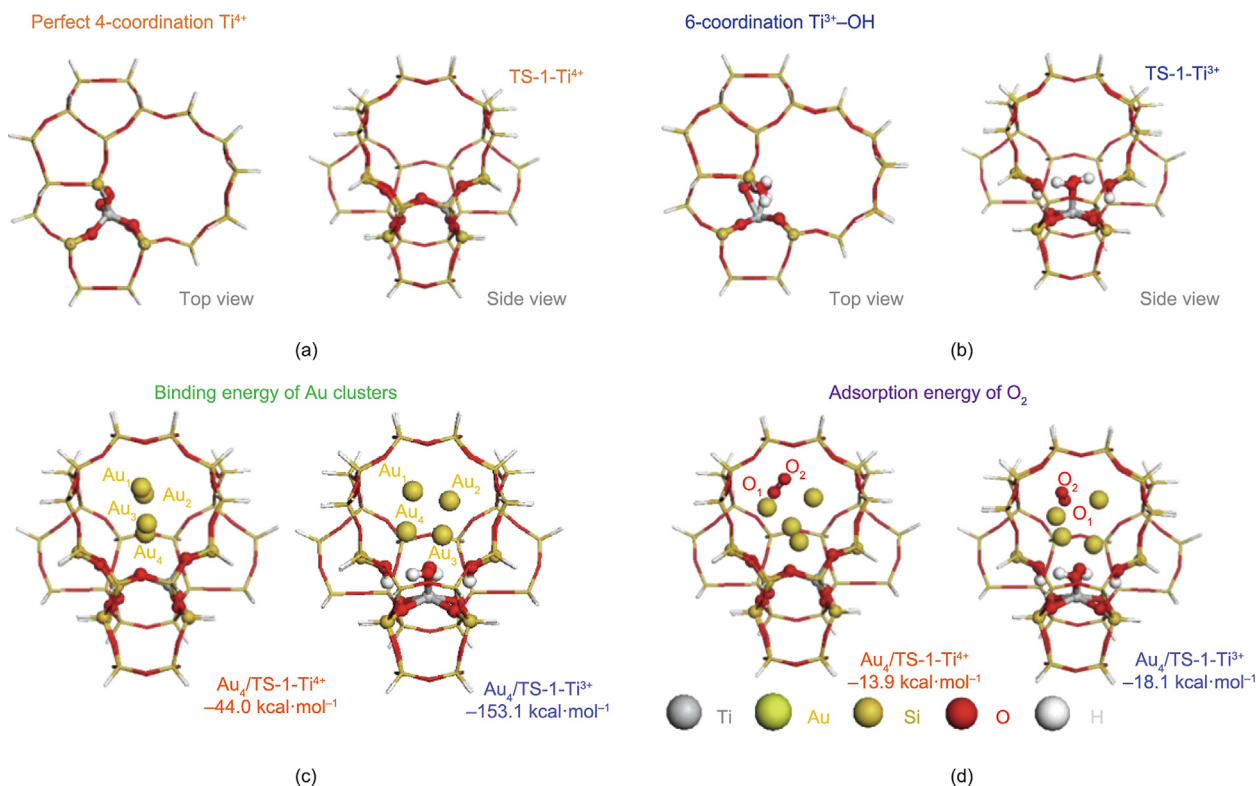 Perfect 4-coordination Ti⁴⁺
6-coordination Ti³⁺–OH
TS-1-Ti⁴⁺
TS-1-Ti³⁺
Top view
Side view
Top view
Side view
(a)
(b)
Binding energy of Au clusters
Adsorption energy of O₂
Au₁
Au₂
Au₃
Au₄
Au₁
Au₂
Au₄
Au₃
O₁
O₂
O₂
O₁
Au₄/TS-1-Ti⁴⁺
–44.0 kcal·mol⁻¹
Au₄/TS-1-Ti³⁺
–153.1 kcal·mol⁻¹
Au₄/TS-1-Ti⁴⁺
–13.9 kcal·mol⁻¹
Au₄/TS-1-Ti³⁺
–18.1 kcal·mol⁻¹
Ti
Au
Si
O
H
(c)
(d)